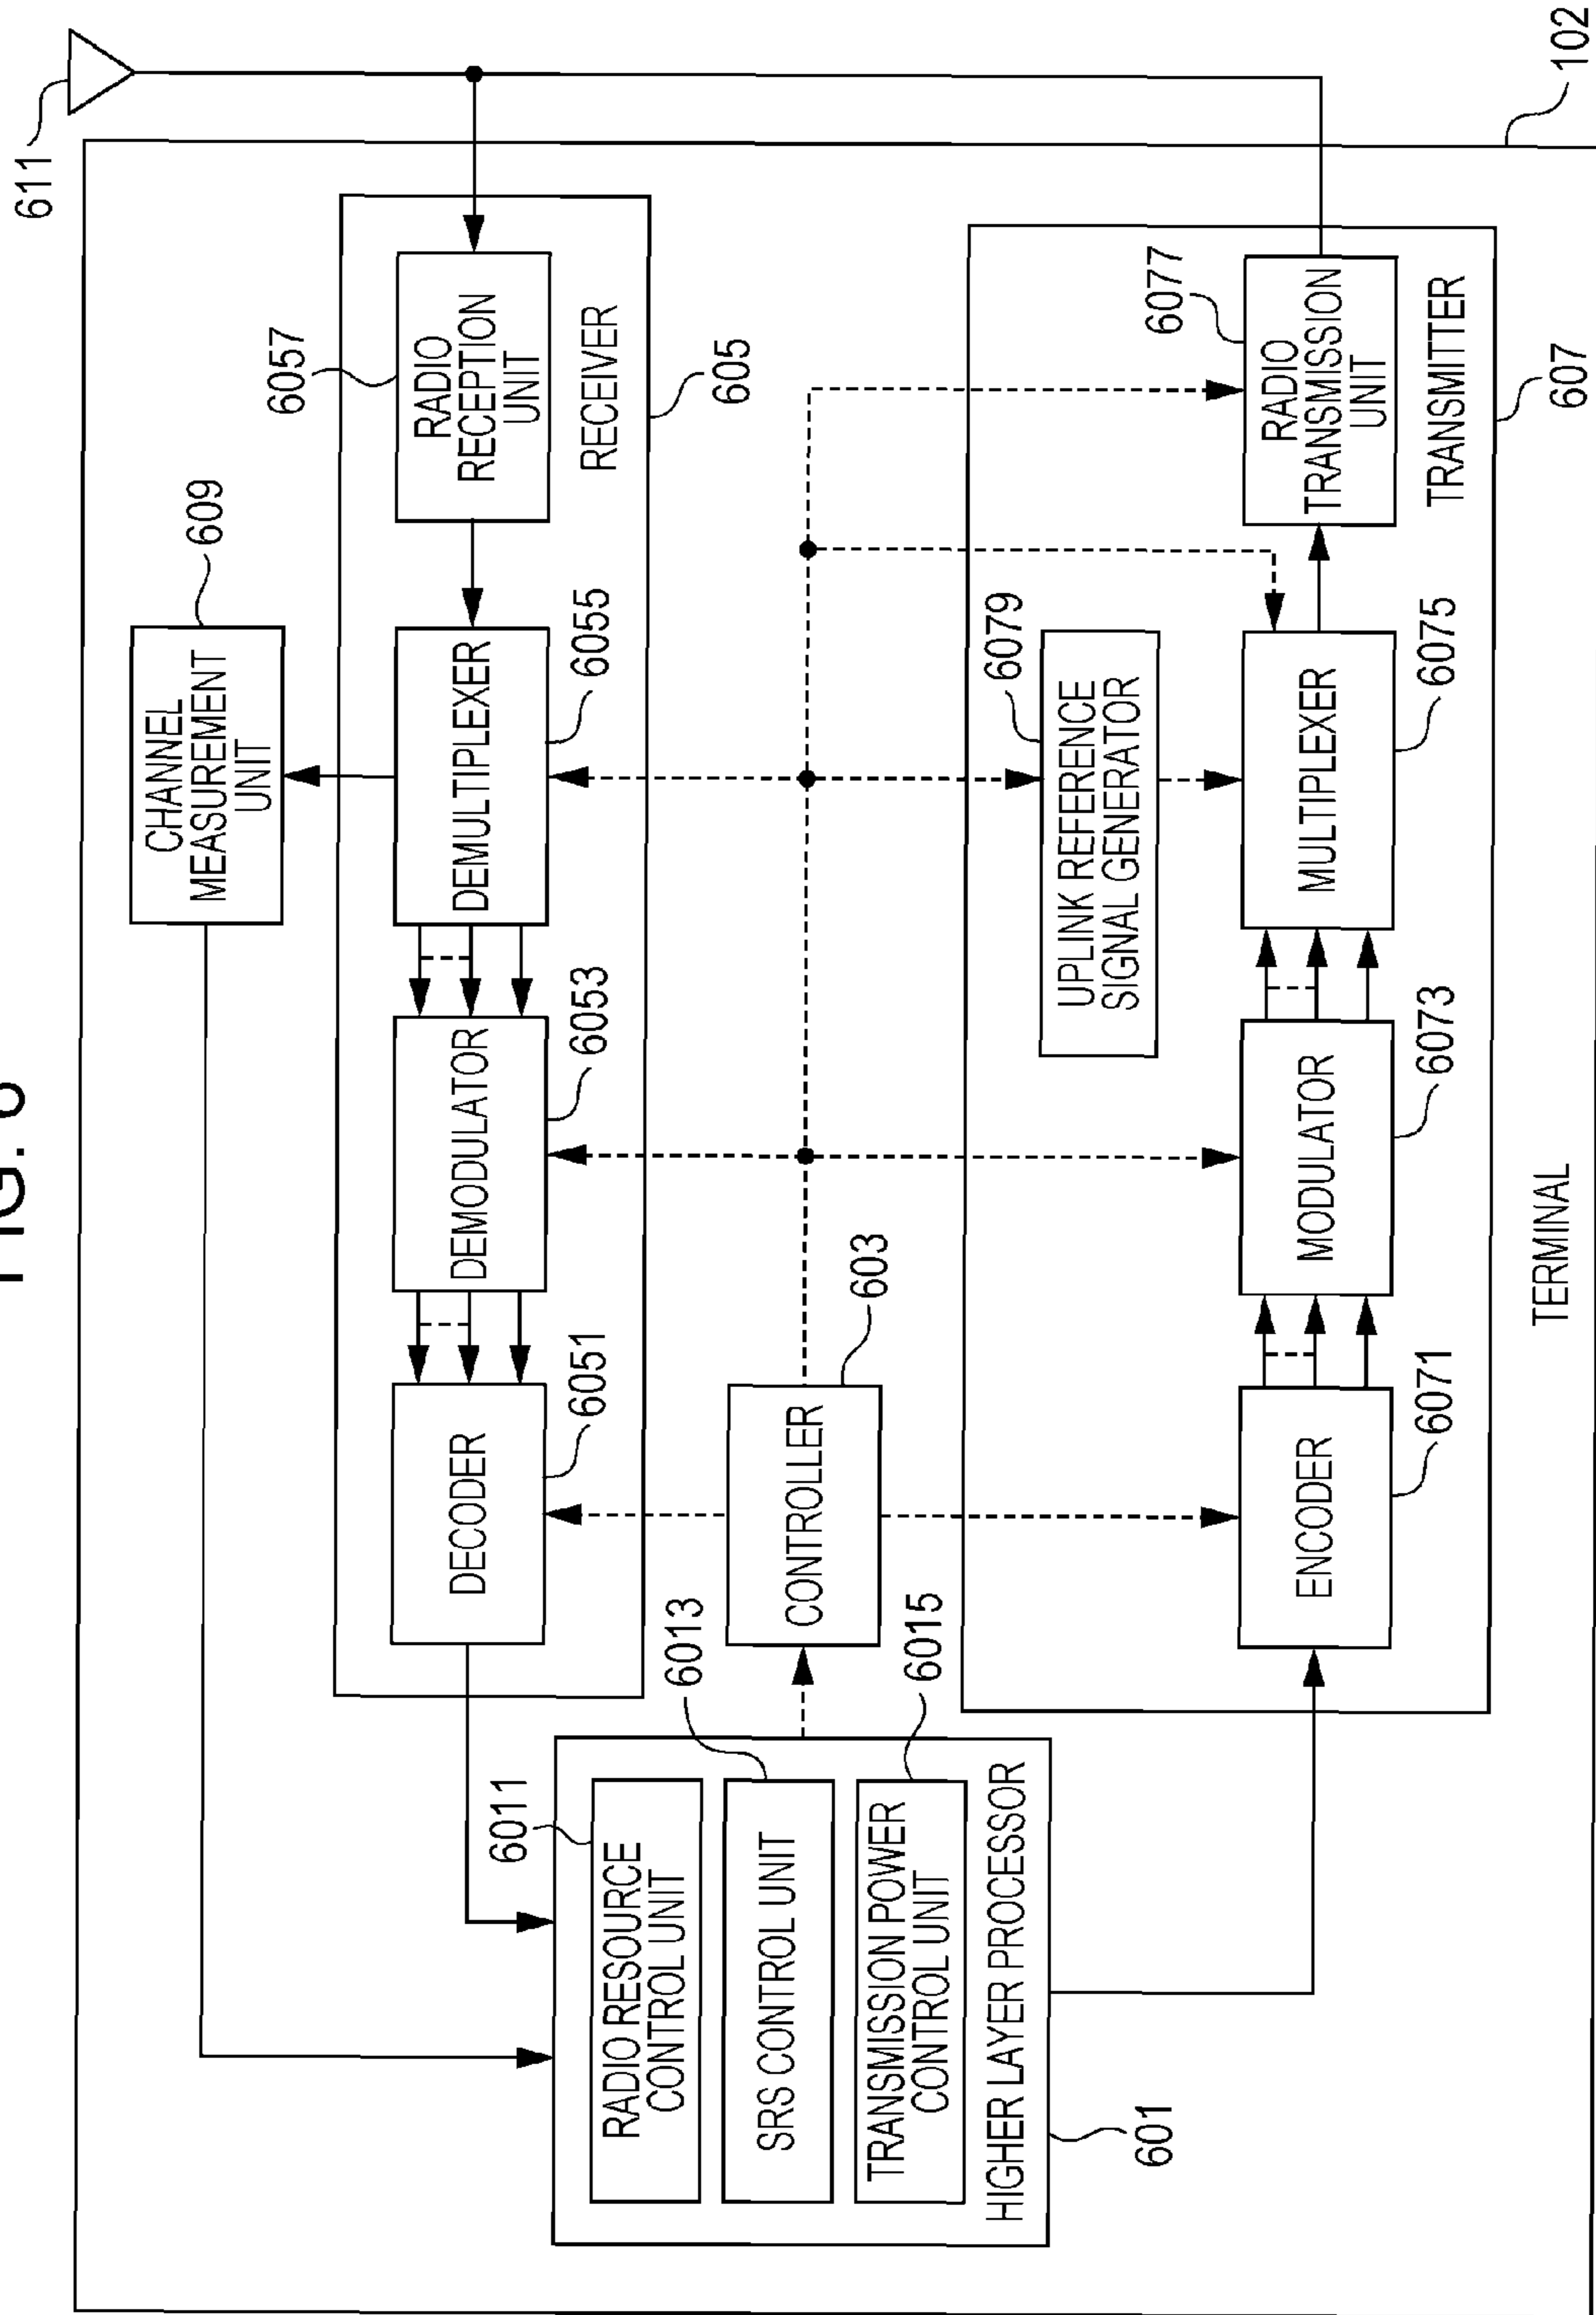 FIG. 6
611
609
CHANNEL
MEASUREMENT
UNIT
6057
RADIO
RECEPTION
UNIT
6055
DEMULTIPLEXER
6053
DEMODULATOR
6051
DECODER
RECEIVER
605
6011
RADIO RESOURCE
CONTROL UNIT
6013
SRS CONTROL UNIT
6015
TRANSMISSION POWER
CONTROL UNIT
HIGHER LAYER PROCESSOR
601
CONTROLLER
603
6079
UPLINK REFERENCE
SIGNAL GENERATOR
6077
RADIO
TRANSMISSION
UNIT
MULTIPLEXER
6075
MODULATOR
6073
ENCODER
6071
TRANSMITTER
607
TERMINAL
102